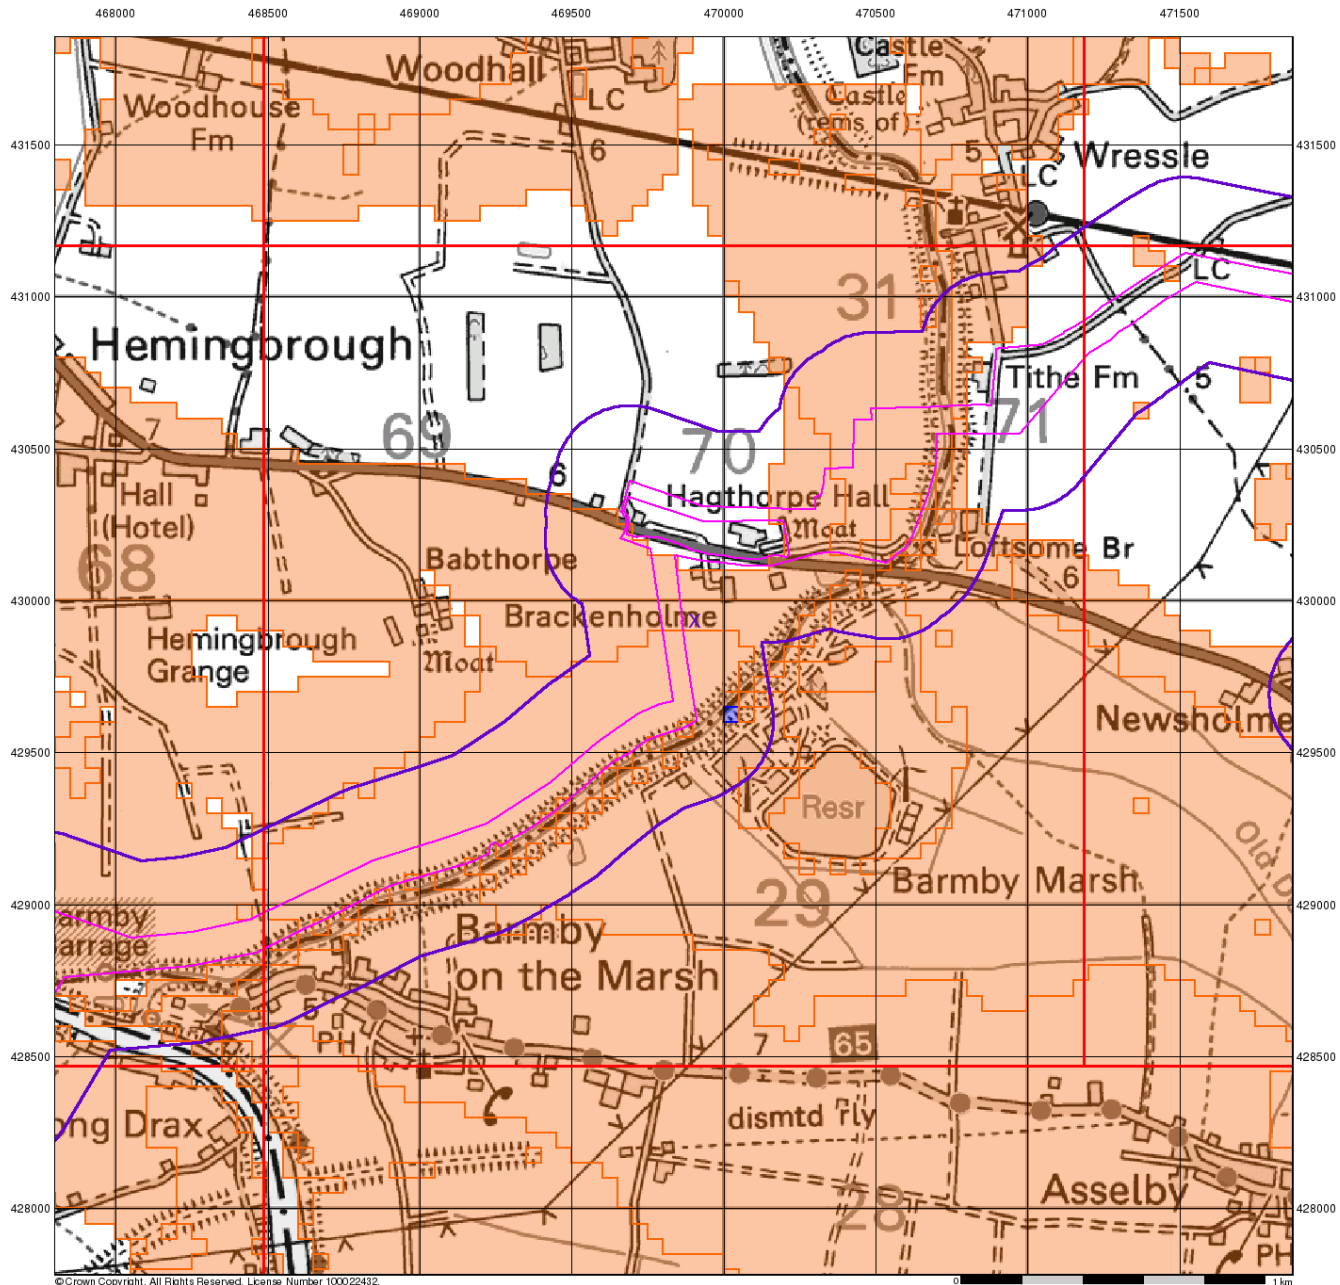 468000 468500 469000 469500 470000 470500 471000 471500
Woodhall
Castle
Fm
Woodhouse
Fm
LC
Castle
(rems of)
431500 6 5 Wressle 431500
LC
31
431000 LC 431000
Hemingbrough
Tithe Fm 5
7 69 70 71
430500 430500
6
Hall
(Hotel)
Hagthorpe Hall
Moat
68 Babthorpe Loftsome Br
6
430000 Brackenholme 430000
X
Hemingbrough
Grange
Moat
Newsholme
429500 429500
Resr
Old
Barmby Marsh
29
429000 429000
armby
arrage
Barmby
on the Marsh
5
PH 7 65
428500 428500
ong Drax
dismtd rly
Asselby
28
428000 428000
PH
© Crown Copyright. All Rights Reserved. License Number 100022432.
0 1 km